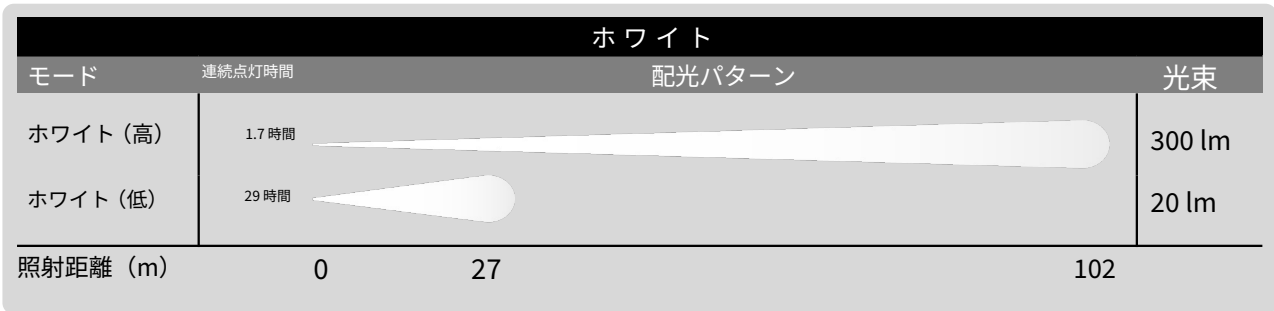 ホワイト
モード 連続点灯時間 配光パターン 光束
ホワイト（高） 1.7 時間 300 lm
ホワイト（低） 29 時間 20 lm
照射距離（m） 0 27 102